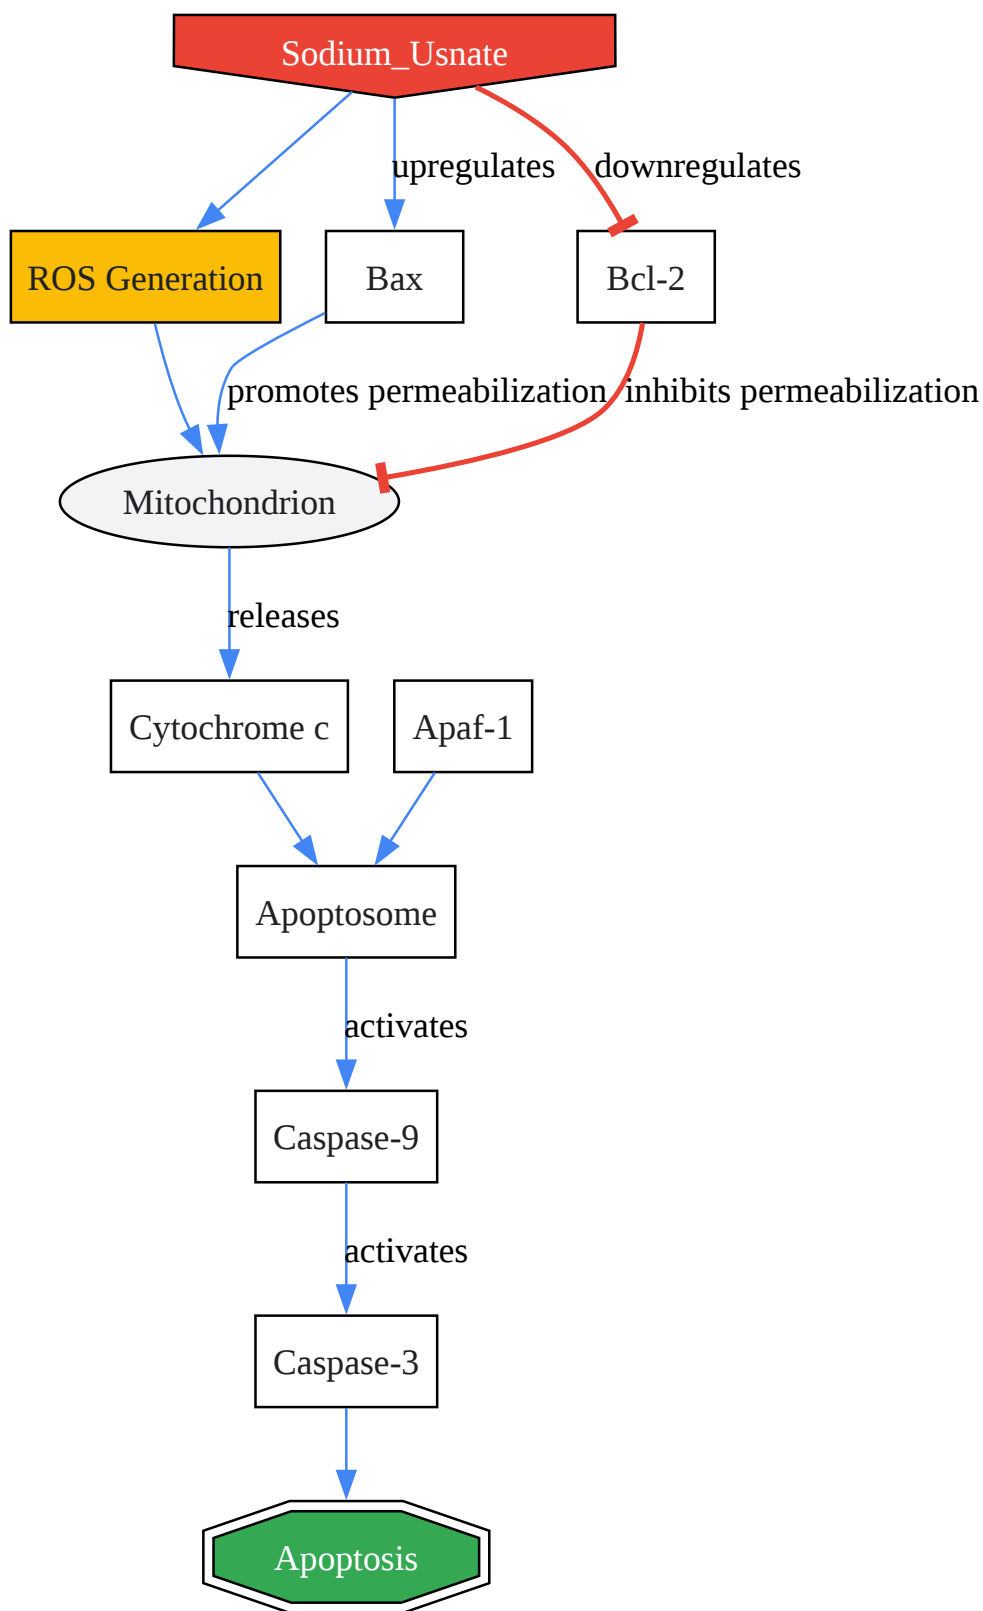 Sodium_Usnate
upregulates
downregulates
ROS Generation
Bax
Bcl-2
promotes permeabilization
inhibits permeabilization
Mitochondrion
releases
Cytochrome c
Apaf-1
Apoptosome
activates
Caspase-9
activates
Caspase-3
Apoptosis